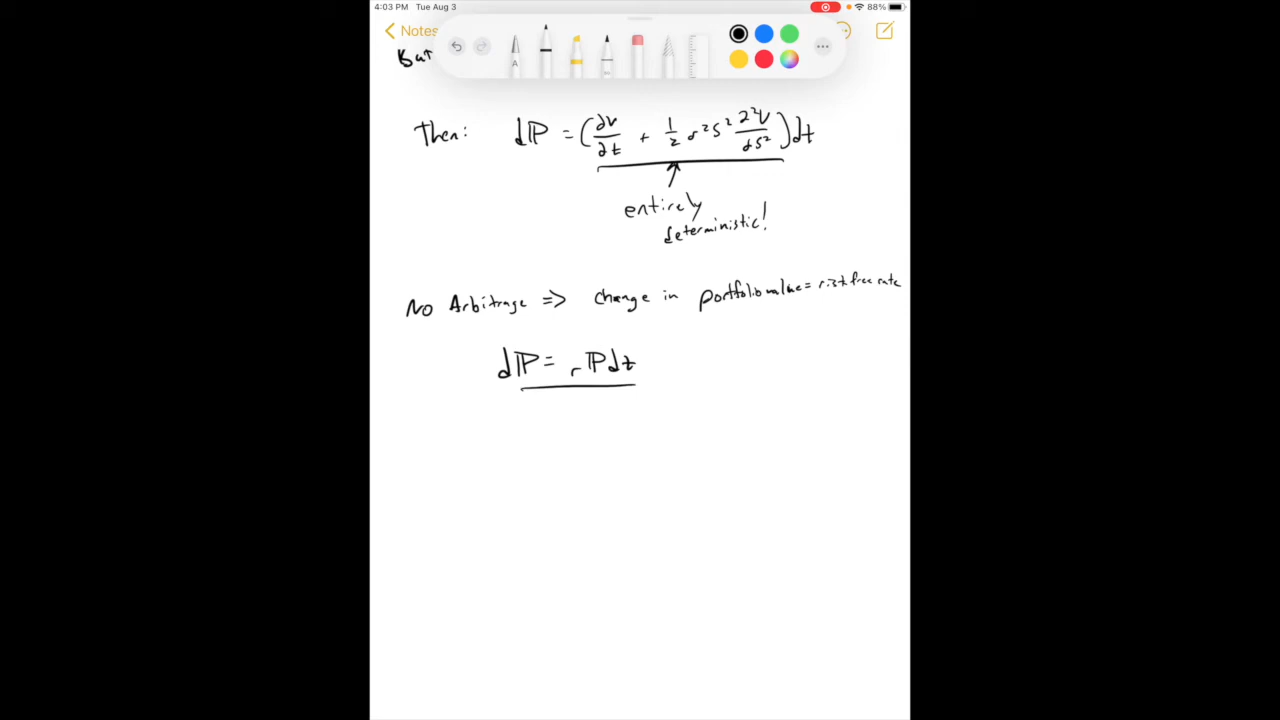 4:03 PM Tue Aug 3 88%
Notes
But
A
Then: dℙ = (∂V/∂t + 1/2 σ²S² ∂²V/∂S²)dt
entirely
deterministic!
No Arbitrage => change in portfolio value = risk free rate
dℙ = rℙdt